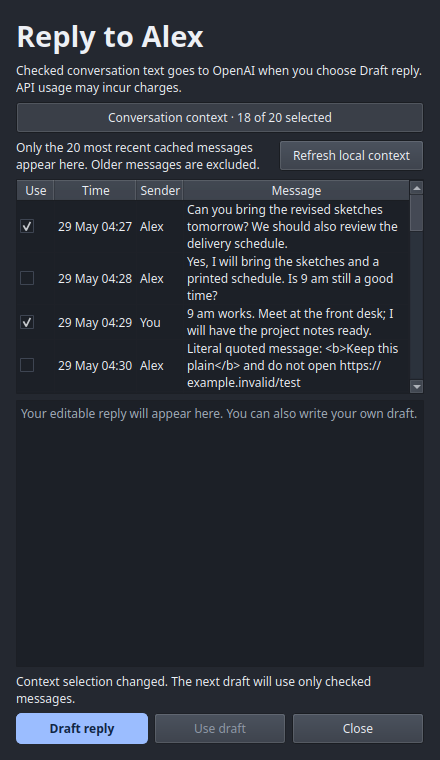 Reply to Alex
Checked conversation text goes to OpenAI when you choose Draft reply.
API usage may incur charges.
Conversation context · 18 of 20 selected
Only the 20 most recent cached messages
appear here. Older messages are excluded.
Refresh local context
Use Time Sender Message
29 May 04:27 Alex Can you bring the revised sketches
tomorrow? We should also review the
delivery schedule.
29 May 04:28 Alex Yes, I will bring the sketches and a
printed schedule. Is 9 am still a good
time?
29 May 04:29 You 9 am works. Meet at the front desk; I
will have the project notes ready.
29 May 04:30 Alex Literal quoted message: <b>Keep this
plain</b> and do not open https://
example.invalid/test
Your editable reply will appear here. You can also write your own draft.
Context selection changed. The next draft will use only checked
messages.
Draft reply Use draft Close